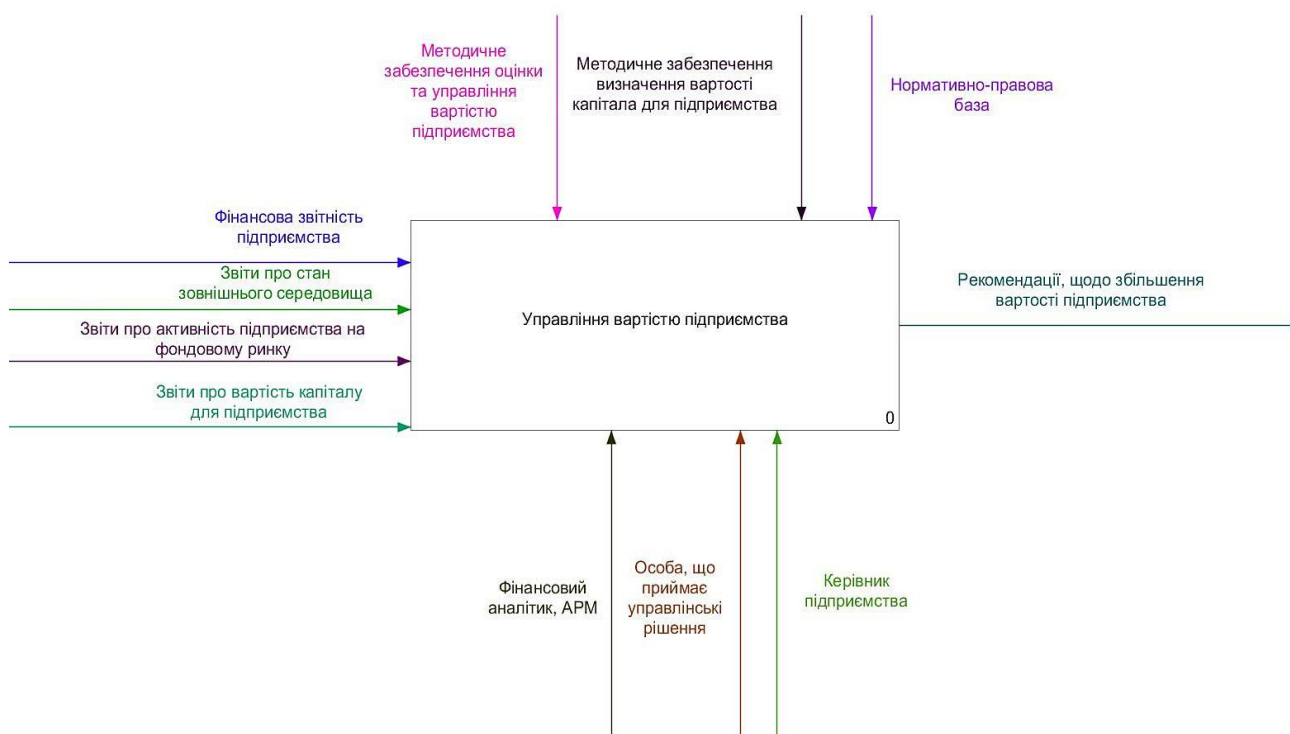 Методичне
забезпечення оцінки
та управління
вартістю
підприємства
Методичне забезпечення
визначення вартості
капітала для підприємства
Нормативно-правова
база
Фінансова звітність
підприємства
Звіти про стан
зовнішнього середовища
Звіти про активність підприємства на
фондовому ринку
Звіти про вартість капіталу
для підприємства
Управління вартістю підприємства
0
Рекомендації, щодо збільшення
вартості підприємства
Фінансовий
аналітик, АРМ
Особа, що
приймає
управлінські
рішення
Керівник
підприємства